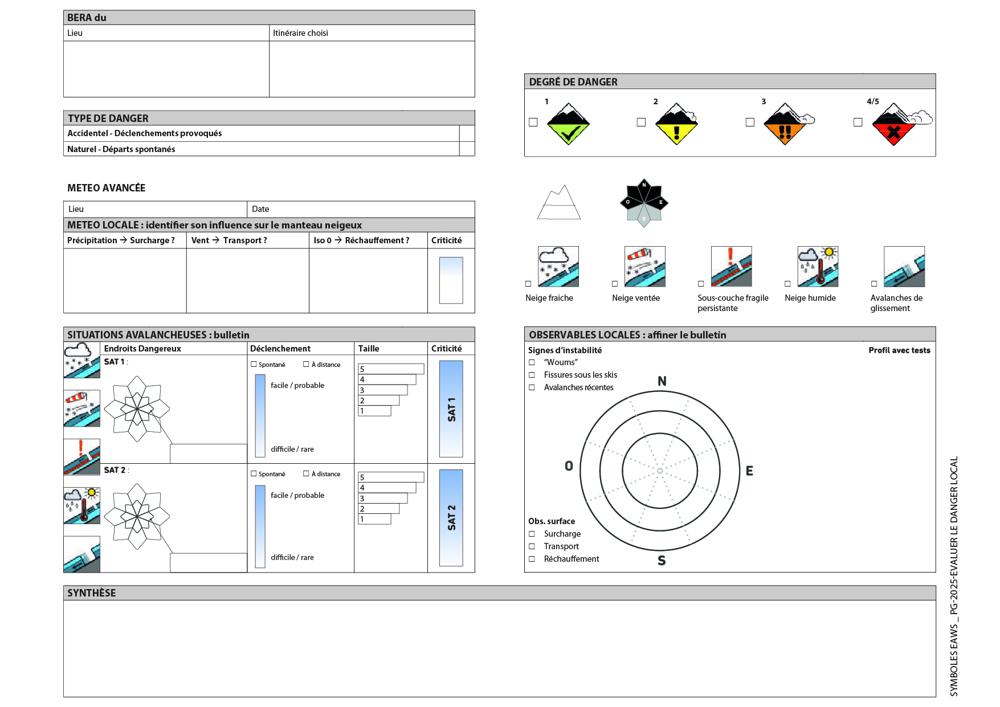 BERA du
Lieu
Itinéraire choisi
TYPE DE DANGER
Accidentel - Déclenchements provoqués
Naturel - Départs spontanés
DEGRÉ DE DANGER
1
2
3
4/5
METEO AVANCÉE
Lieu
Date
METEO LOCALE : identifier son influence sur le manteau neigeux
Précipitation → Surcharge ?
Vent → Transport ?
Iso 0 → Réchauffement ?
Criticité
N
O
E
S
Neige fraiche
Neige ventée
Sous-couche fragile
persistante
Neige humide
Avalanches de
glissement
SITUATIONS AVALANCHEUSES : bulletin
Endroits Dangereux
Déclenchement
Taille
Criticité
SAT 1 :
Spontané
À distance
facile / probable
difficile / rare
5
4
3
2
1
SAT 1
SAT 2 :
Spontané
À distance
facile / probable
difficile / rare
5
4
3
2
1
SAT 2
OBSERVABLES LOCALES : affiner le bulletin
Signes d’instabilité
Profil avec tests
“Woums”
Fissures sous les skis
Avalanches récentes
N
O
E
S
Obs. surface
Surcharge
Transport
Réchauffement
SYNTHÈSE
SYMBOLES EAWS _ PG-2025-EVALUER LE DANGER LOCAL